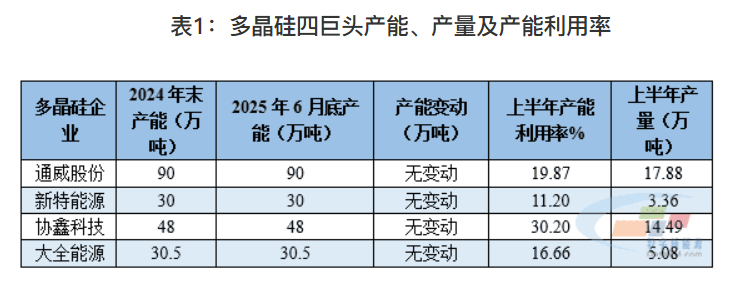 表1：多晶硅四巨头产能、产量及产能利用率
多晶硅企业 2024年末产能（万吨） 2025年6月底产能（万吨） 产能变动（万吨） 上半年产能利用率% 上半年产量（万吨）
通威股份 90 90 无变动 19.87 17.88
新特能源 30 30 无变动 11.20 3.36
协鑫科技 48 48 无变动 30.20 14.49
大全能源 30.5 30.5 无变动 16.66 5.08